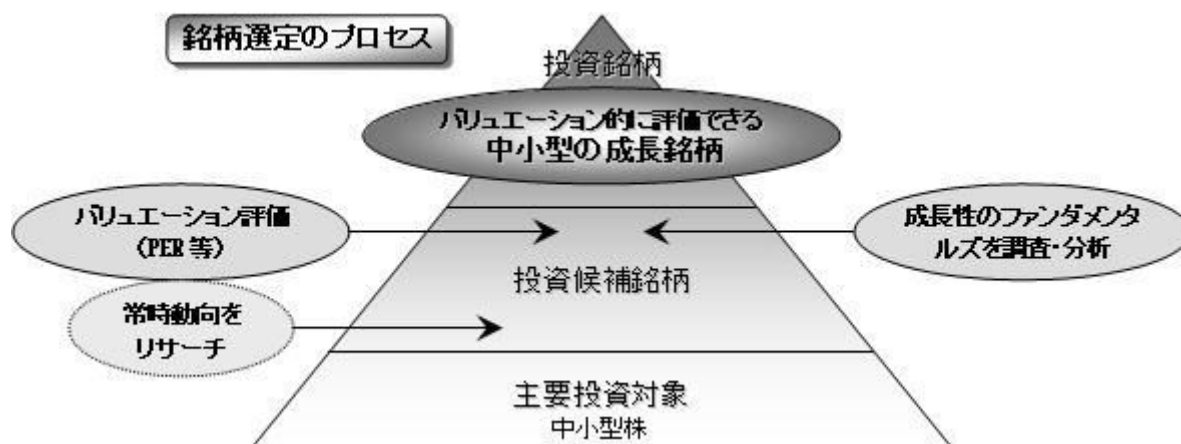 銘柄選定のプロセス
投資銘柄
バリュエーション的に評価できる
中小型の成長銘柄
バリュエーション評価
(PER等)
成長性のファンダメンタ
ルズを調査・分析
投資候補銘柄
常時動向を
リサーチ
主要投資対象
中小型株